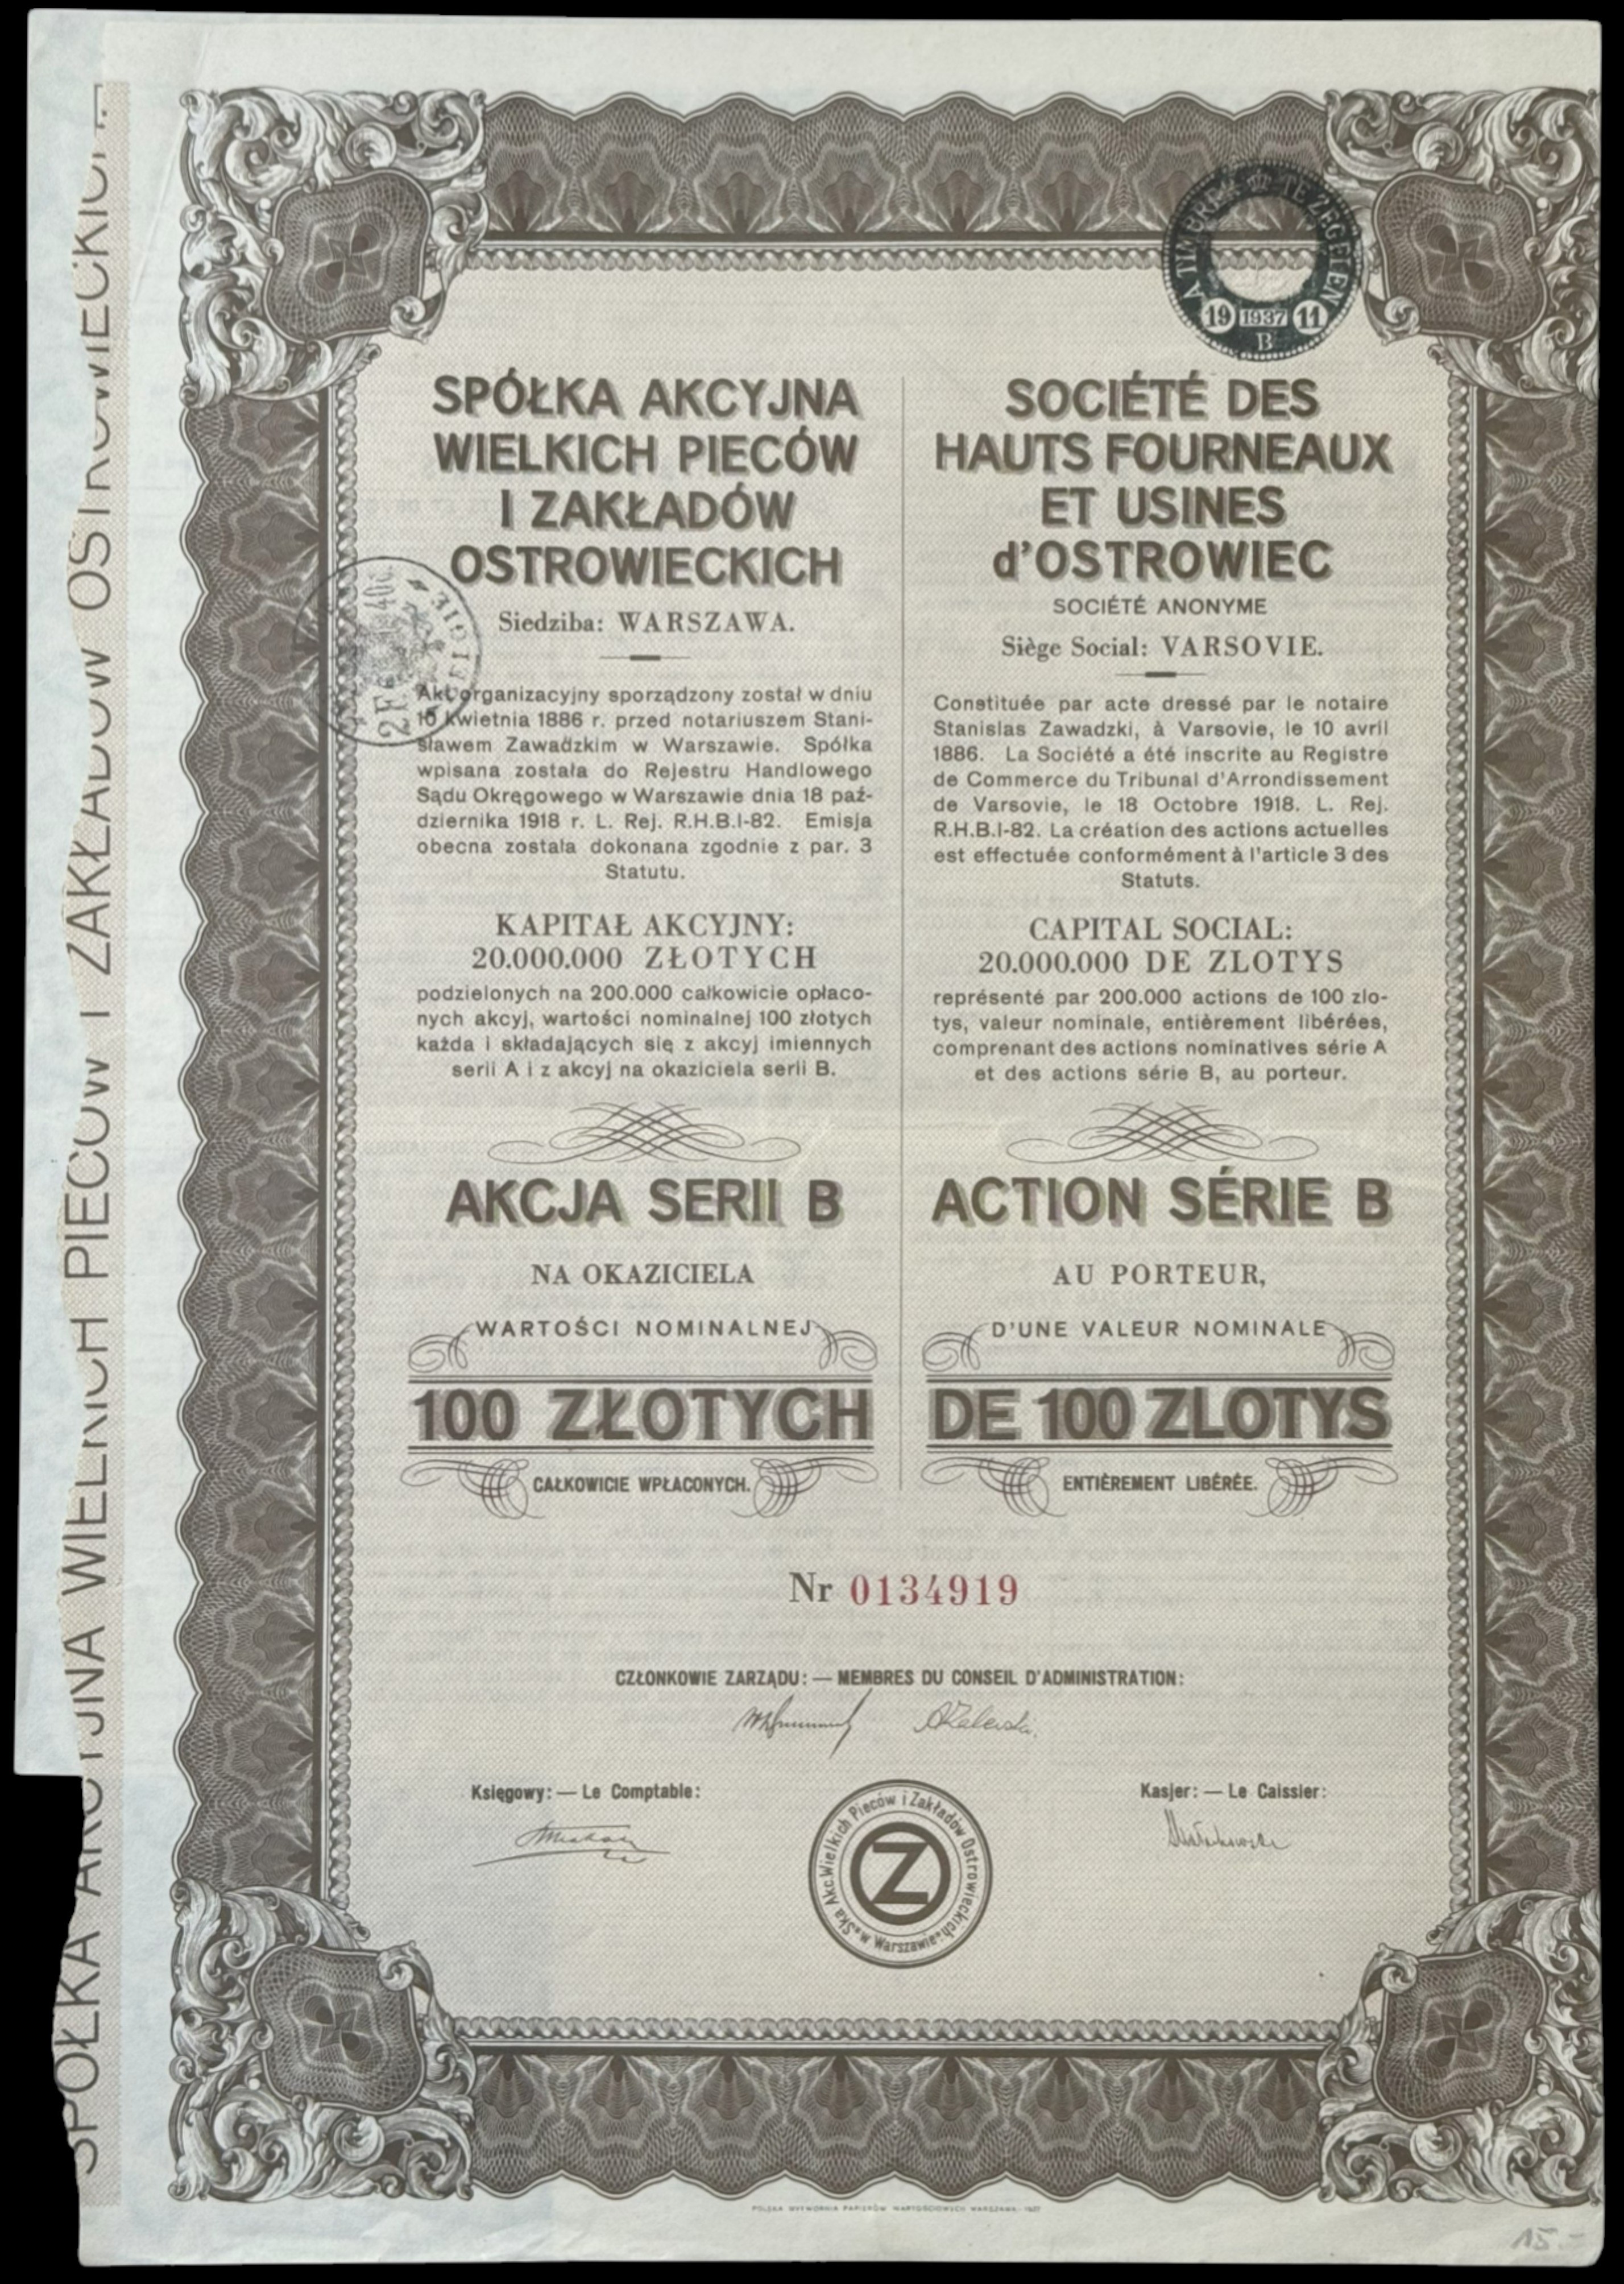 SPÓŁKA AKCYJNA WIELKICH PIECÓW I ZAKŁADÓW OSTROWIECKICH
A TIMBRE TE ZEGELEN
19 1937 11
B
SPÓŁKA AKCYJNA
WIELKICH PIECÓW
I ZAKŁADÓW
OSTROWIECKICH
Siedziba: WARSZAWA.
Akt organizacyjny sporządzony został w dniu
10 kwietnia 1886 r. przed notariuszem Stani-
sławem Zawadzkim w Warszawie. Spółka
wpisana została do Rejestru Handlowego
Sądu Okręgowego w Warszawie dnia 18 paź-
dziernika 1918 r. L. Rej. R.H.B.I-82. Emisja
obecna została dokonana zgodnie z par. 3
Statutu.
KAPITAŁ AKCYJNY:
20.000.000 ZŁOTYCH
podzielonych na 200.000 całkowicie opłaco-
nych akcyj, wartości nominalnej 100 złotych
każda i składających się z akcyj imiennych
serii A i z akcyj na okaziciela serii B.
AKCJA SERII B
NA OKAZICIELA
WARTOŚCI NOMINALNEJ
100 ZŁOTYCH
CAŁKOWICIE WPŁACONYCH.
SOCIÉTÉ DES
HAUTS FOURNEAUX
ET USINES
d'OSTROWIEC
SOCIÉTÉ ANONYME
Siège Social: VARSOVIE.
Constituée par acte dressé par le notaire
Stanislas Zawadzki, à Varsovie, le 10 avril
1886. La Société a été inscrite au Registre
de Commerce du Tribunal d'Arrondissement
de Varsovie, le 18 Octobre 1918. L. Rej.
R.H.B.I-82. La création des actions actuelles
est effectuée conformément à l'article 3 des
Statuts.
CAPITAL SOCIAL:
20.000.000 DE ZLOTYS
représenté par 200.000 actions de 100 zlo-
tys, valeur nominale, entièrement libérées,
comprenant des actions nominatives série A
et des actions série B, au porteur.
ACTION SÉRIE B
AU PORTEUR,
D'UNE VALEUR NOMINALE
DE 100 ZLOTYS
ENTIÈREMENT LIBÉRÉE.
Nr 0134919
CZŁONKOWIE ZARZĄDU: — MEMBRES DU CONSEIL D'ADMINISTRATION:
Księgowy: — Le Comptable:
Kasjer: — Le Caissier:
Ska Akc Wielkich Pieców i Zakładów Ostrowieckich w Warszawie
Z
POLSKA WYTWÓRNIA PAPIERÓW WARTOŚCIOWYCH WARSZAWA - 1937
15.-